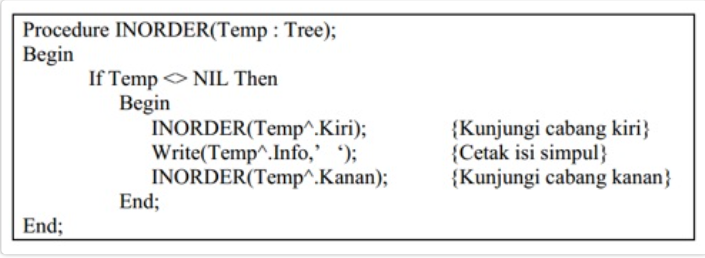 Procedure INORDER(Temp : Tree);
Begin
If Temp <> NIL Then
Begin
INORDER(Temp^.Kiri); {Kunjungi cabang kiri}
Write(Temp^.Info,’ ‘); {Cetak isi simpul}
INORDER(Temp^.Kanan); {Kunjungi cabang kanan}
End;
End;